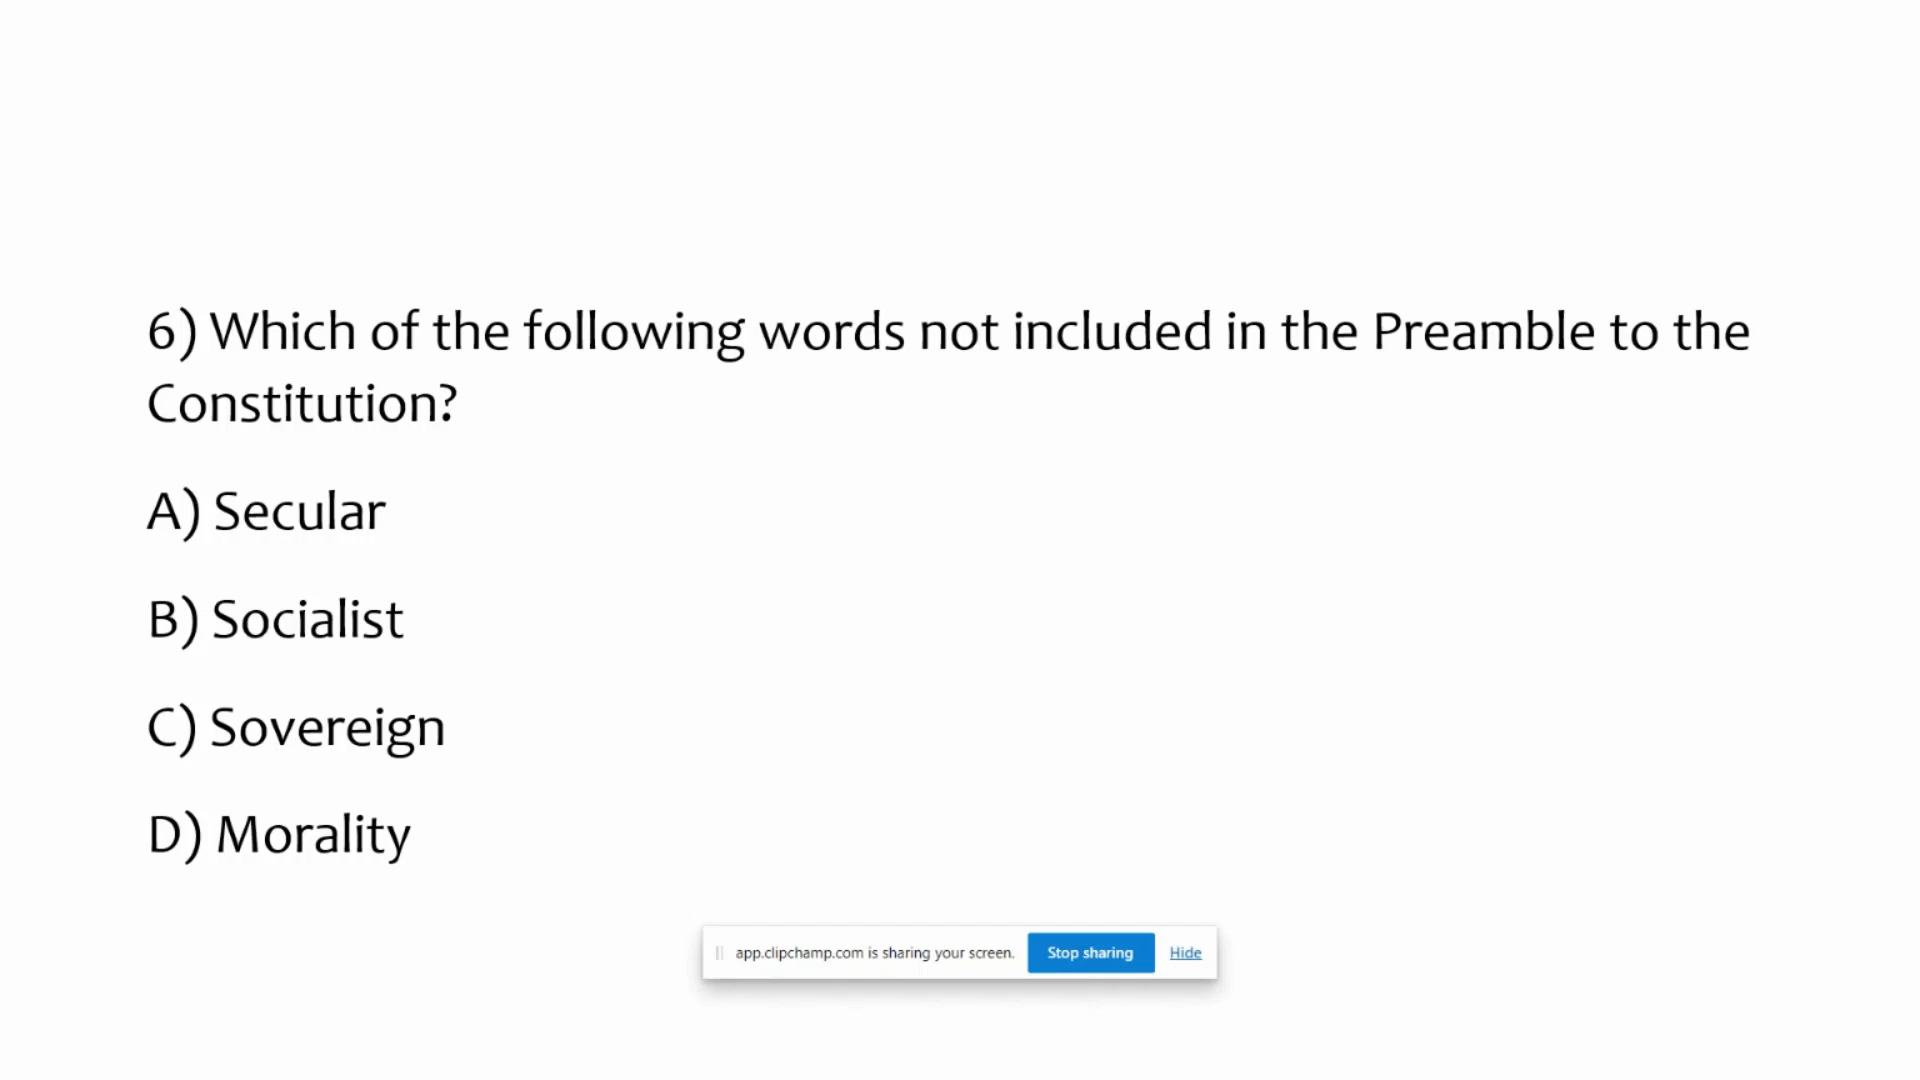 6) Which of the following words not included in the Preamble to the
Constitution?
A) Secular
B) Socialist
C) Sovereign
D) Morality
app.clipchamp.com is sharing your screen. Stop sharing Hide